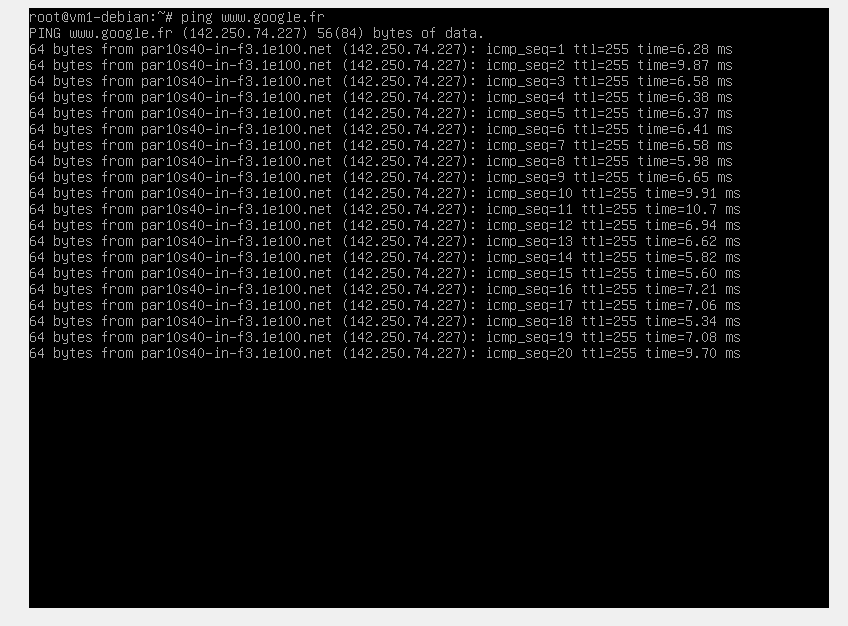 root@vm1-debian:~# ping www.google.fr
PING www.google.fr (142.250.74.227) 56(84) bytes of data.
64 bytes from par10s40-in-f3.1e100.net (142.250.74.227): icmp_seq=1 ttl=255 time=6.28 ms
64 bytes from par10s40-in-f3.1e100.net (142.250.74.227): icmp_seq=2 ttl=255 time=9.87 ms
64 bytes from par10s40-in-f3.1e100.net (142.250.74.227): icmp_seq=3 ttl=255 time=6.58 ms
64 bytes from par10s40-in-f3.1e100.net (142.250.74.227): icmp_seq=4 ttl=255 time=6.38 ms
64 bytes from par10s40-in-f3.1e100.net (142.250.74.227): icmp_seq=5 ttl=255 time=6.37 ms
64 bytes from par10s40-in-f3.1e100.net (142.250.74.227): icmp_seq=6 ttl=255 time=6.41 ms
64 bytes from par10s40-in-f3.1e100.net (142.250.74.227): icmp_seq=7 ttl=255 time=6.58 ms
64 bytes from par10s40-in-f3.1e100.net (142.250.74.227): icmp_seq=8 ttl=255 time=5.98 ms
64 bytes from par10s40-in-f3.1e100.net (142.250.74.227): icmp_seq=9 ttl=255 time=6.65 ms
64 bytes from par10s40-in-f3.1e100.net (142.250.74.227): icmp_seq=10 ttl=255 time=9.91 ms
64 bytes from par10s40-in-f3.1e100.net (142.250.74.227): icmp_seq=11 ttl=255 time=10.7 ms
64 bytes from par10s40-in-f3.1e100.net (142.250.74.227): icmp_seq=12 ttl=255 time=6.94 ms
64 bytes from par10s40-in-f3.1e100.net (142.250.74.227): icmp_seq=13 ttl=255 time=6.62 ms
64 bytes from par10s40-in-f3.1e100.net (142.250.74.227): icmp_seq=14 ttl=255 time=5.82 ms
64 bytes from par10s40-in-f3.1e100.net (142.250.74.227): icmp_seq=15 ttl=255 time=5.60 ms
64 bytes from par10s40-in-f3.1e100.net (142.250.74.227): icmp_seq=16 ttl=255 time=7.21 ms
64 bytes from par10s40-in-f3.1e100.net (142.250.74.227): icmp_seq=17 ttl=255 time=7.06 ms
64 bytes from par10s40-in-f3.1e100.net (142.250.74.227): icmp_seq=18 ttl=255 time=5.34 ms
64 bytes from par10s40-in-f3.1e100.net (142.250.74.227): icmp_seq=19 ttl=255 time=7.08 ms
64 bytes from par10s40-in-f3.1e100.net (142.250.74.227): icmp_seq=20 ttl=255 time=9.70 ms